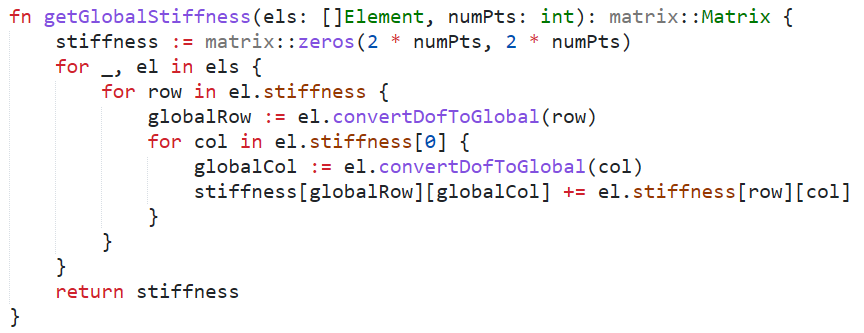 fn getGlobalStiffness(els: []Element, numPts: int): matrix::Matrix {
    stiffness := matrix::zeros(2 * numPts, 2 * numPts)
    for _, el in els {
        for row in el.stiffness {
            globalRow := el.convertDofToGlobal(row)
            for col in el.stiffness[0] {
                globalCol := el.convertDofToGlobal(col)
                stiffness[globalRow][globalCol] += el.stiffness[row][col]
            }
        }
    }
    return stiffness
}